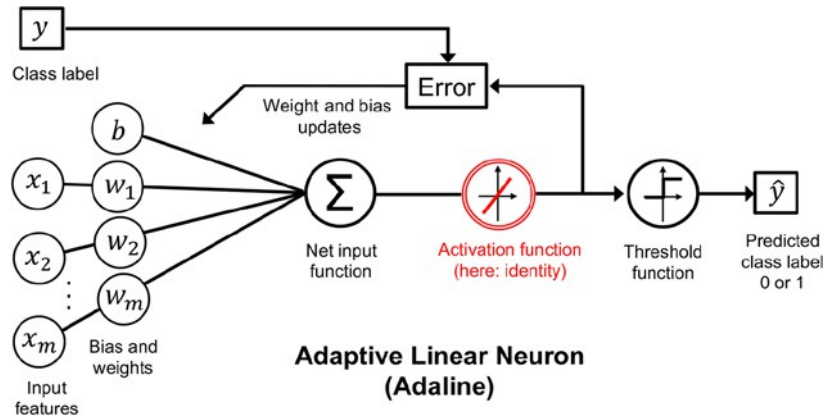 y
Class label
Error
Weight and bias
updates
b
x₁
w₁
x₂
w₂
⋮
wₘ
xₘ
Bias and
weights
Input
features
Σ
Net input
function
Activation function
(here: identity)
Threshold
function
ŷ
Predicted
class label
0 or 1
Adaptive Linear Neuron
(Adaline)